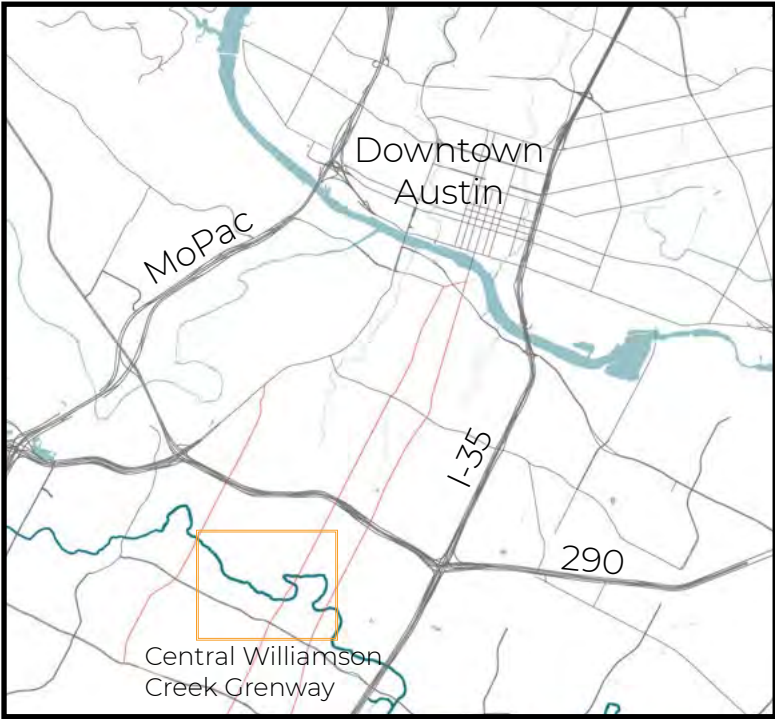 Downtown
Austin
MoPac
I-35
290
Central Williamson
Creek Grenway